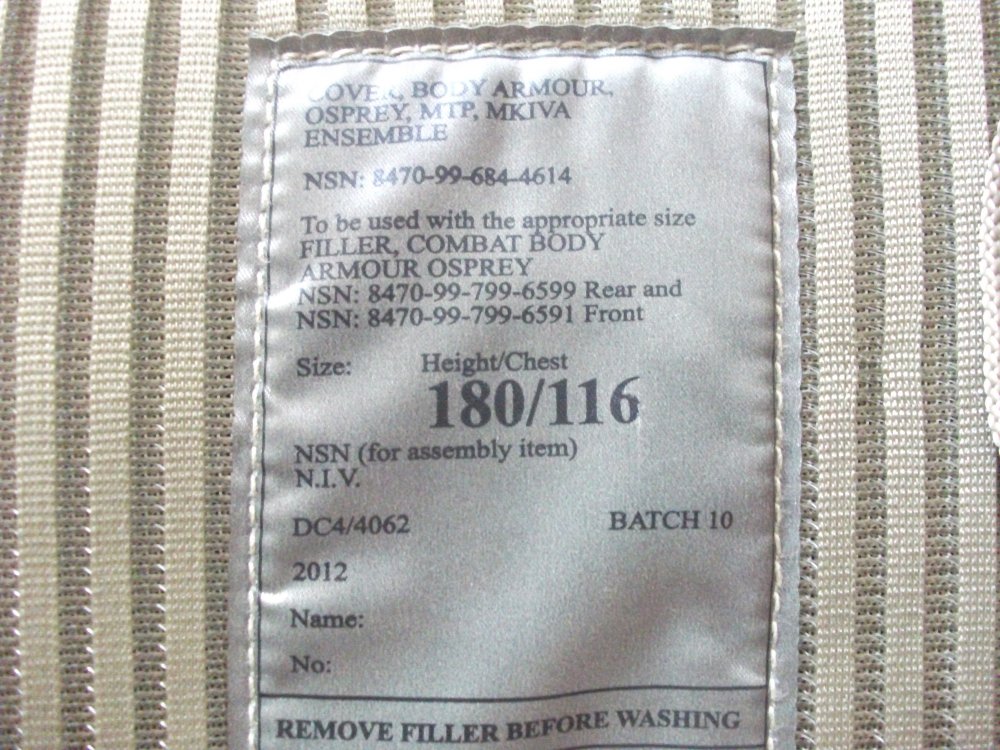 COVER, BODY ARMOUR,
OSPREY, MTP, MKIVA
ENSEMBLE
NSN: 8470-99-684-4614
To be used with the appropriate size
FILLER, COMBAT BODY
ARMOUR OSPREY
NSN: 8470-99-799-6599 Rear and
NSN: 8470-99-799-6591 Front
Size: Height/Chest
180/116
NSN (for assembly item)
N.I.V.
DC4/4062 BATCH 10
2012
Name:
No:
REMOVE FILLER BEFORE WASHING